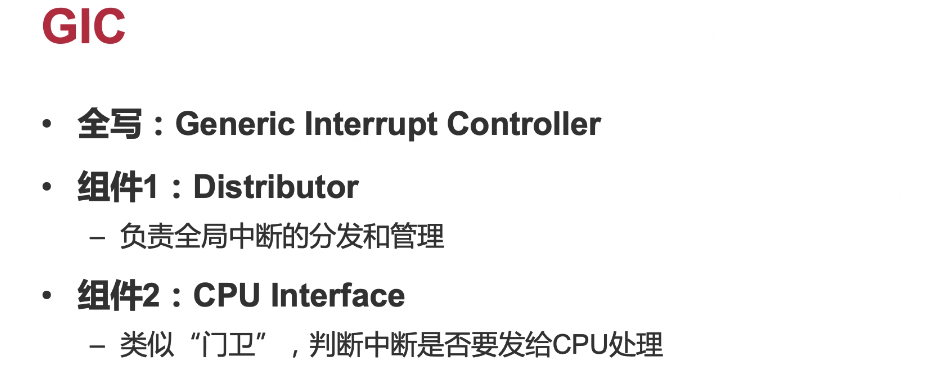 GIC
• 全写：Generic Interrupt Controller
• 组件1：Distributor
– 负责全局中断的分发和管理
• 组件2：CPU Interface
– 类似“门卫”，判断中断是否要发给CPU处理